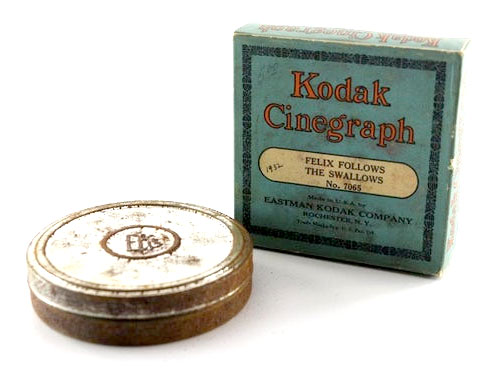 Kodak
Cinegraph
Kodak
Cinegraph
1932
FELIX FOLLOWS
THE SWALLOWS
No. 7065
Made in U.S.A. by
EASTMAN KODAK COMPANY
ROCHESTER, N.Y.